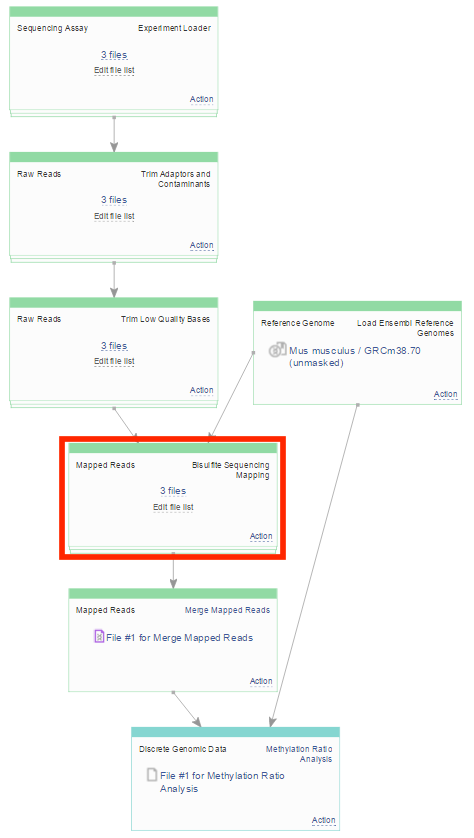 Sequencing Assay Experiment Loader
3 files
Edit file list
Action
Raw Reads Trim Adaptors and
Contaminants
3 files
Edit file list
Action
Raw Reads Trim Low Quality Bases
3 files
Edit file list
Action
Reference Genome Load Ensembl Reference
Genomes
Mus musculus / GRCm38.70
(unmasked)
Action
Mapped Reads Bisulfite Sequencing
Mapping
3 files
Edit file list
Action
Mapped Reads Merge Mapped Reads
File #1 for Merge Mapped Reads
Action
Discrete Genomic Data Methylation Ratio
Analysis
File #1 for Methylation Ratio
Analysis
Action